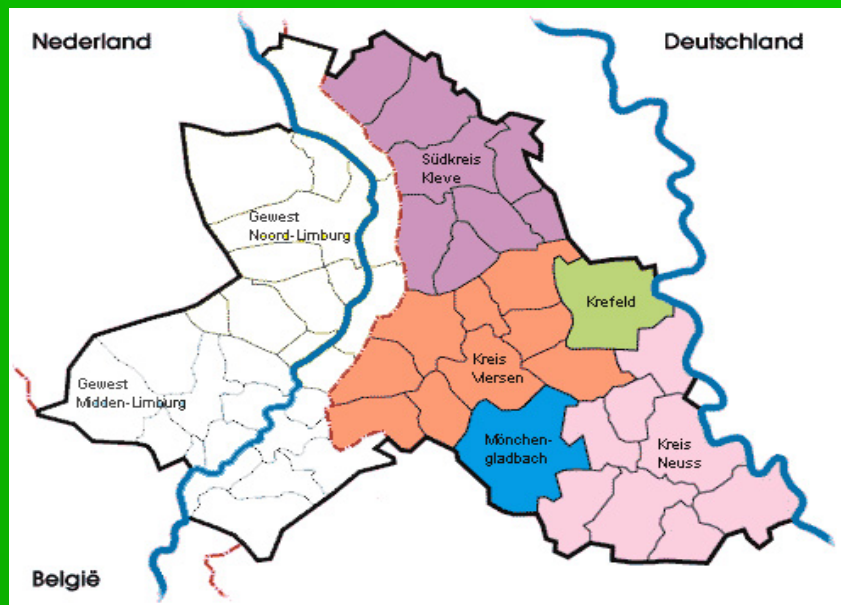 Nederland
Deutschland
Südkreis
Kleve
Gewest
Noord-Limburg
Krefeld
Kreis
Viersen
Gewest
Midden-Limburg
Mönchen-
gladbach
Kreis
Neuss
België